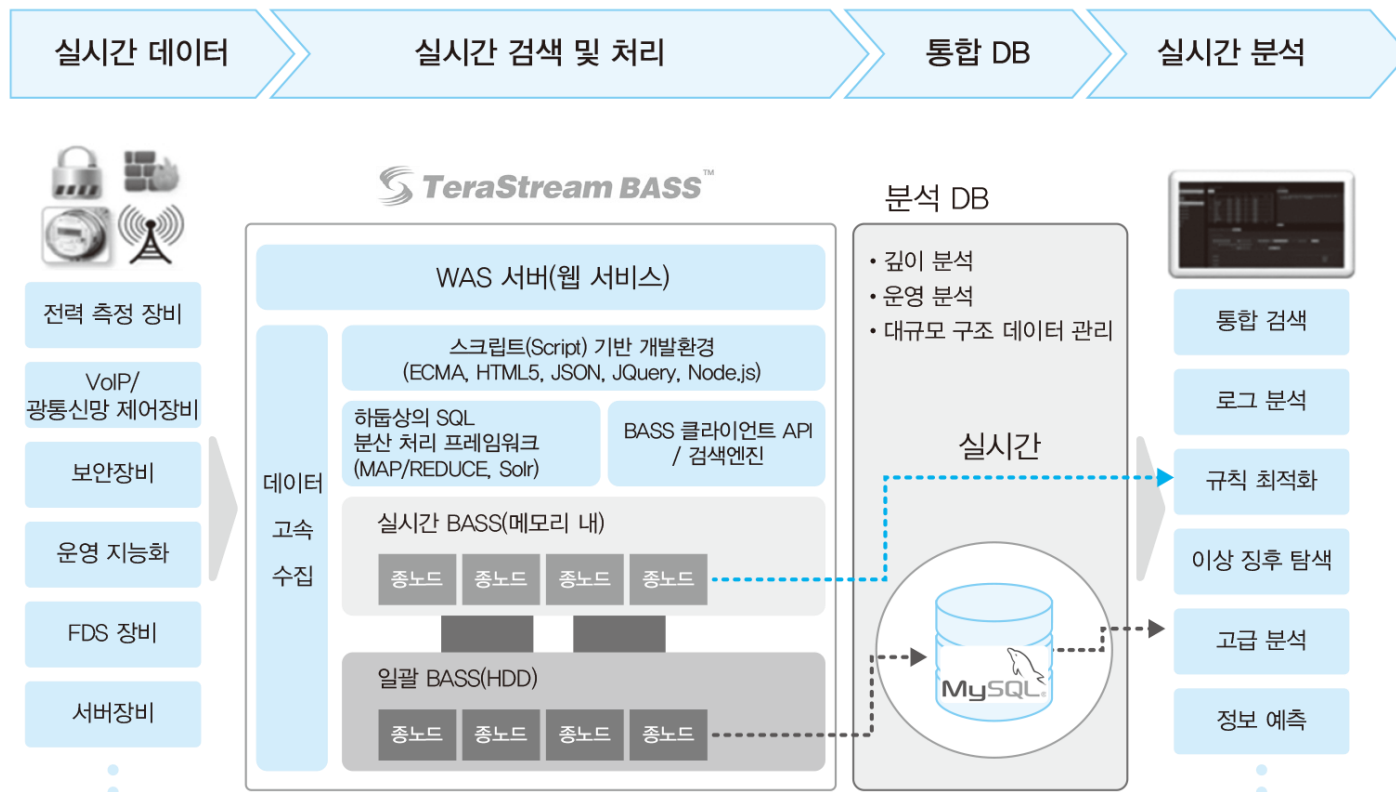 실시간 데이터
실시간 검색 및 처리
통합 DB
실시간 분석
TeraStream BASS™
분석 DB
전력 측정 장비
VoIP/
광통신망 제어장비
보안장비
운영 지능화
FDS 장비
서버장비
WAS 서버(웹 서비스)
데이터
고속
수집
스크립트(Script) 기반 개발환경
(ECMA, HTML5, JSON, JQuery, Node.js)
하둡상의 SQL
분산 처리 프레임워크
(MAP/REDUCE, Solr)
BASS 클라이언트 API
/ 검색엔진
실시간 BASS(메모리 내)
종노드 종노드 종노드 종노드
일괄 BASS(HDD)
종노드 종노드 종노드 종노드
• 깊이 분석
• 운영 분석
• 대규모 구조 데이터 관리
실시간
MySQL®
통합 검색
로그 분석
규칙 최적화
이상 징후 탐색
고급 분석
정보 예측